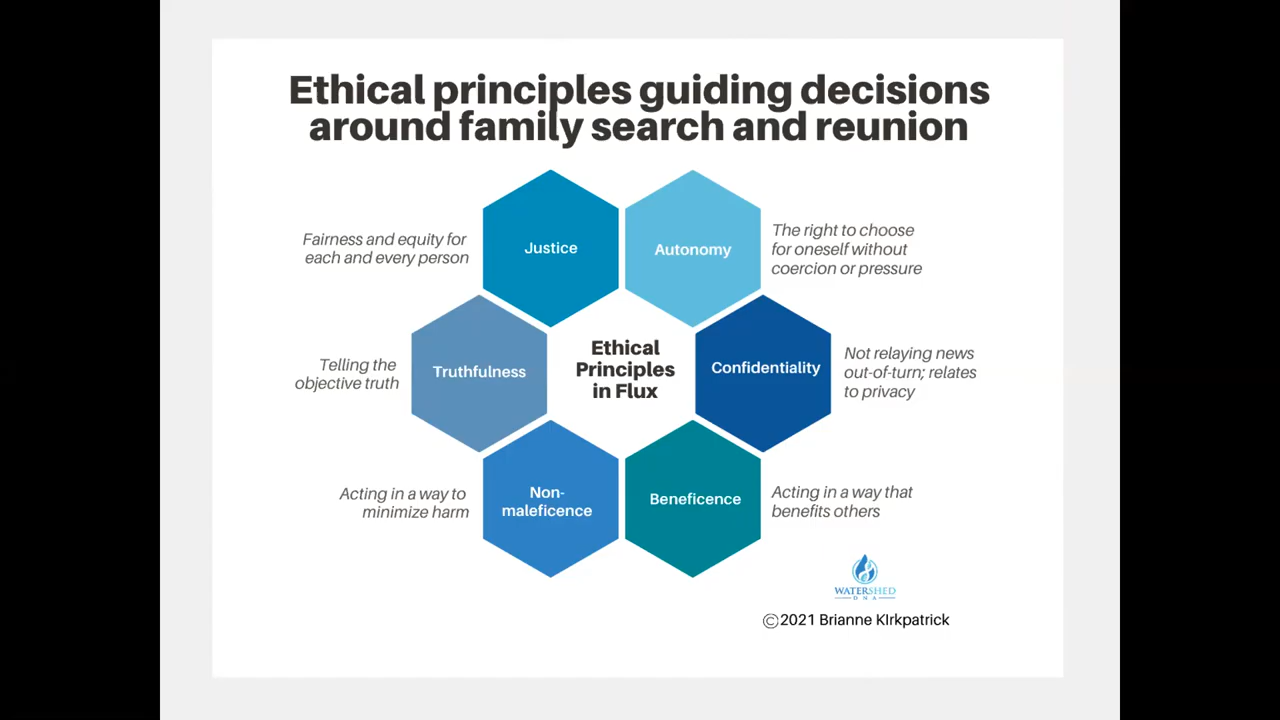 Ethical principles guiding decisions
around family search and reunion
Fairness and equity for
each and every person
Justice
Autonomy
The right to choose
for oneself without
coercion or pressure
Telling the
objective truth
Truthfulness
Ethical
Principles
in Flux
Confidentiality
Not relaying news
out-of-turn; relates
to privacy
Acting in a way to
minimize harm
Non-
maleficence
Beneficence
Acting in a way that
benefits others
WATERSHED
DNA
©2021 Brianne KIrkpatrick